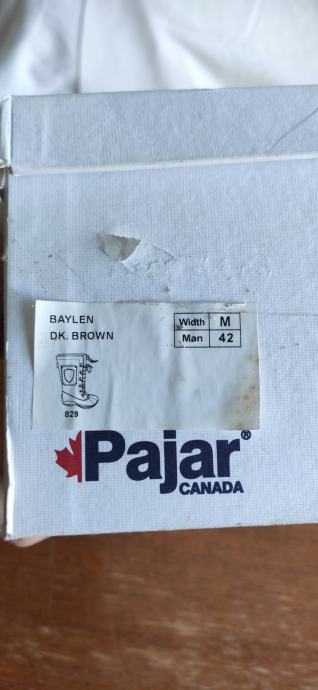 BAYLEN
DK. BROWN
Width M
Man 42
829
Pajar®
CANADA